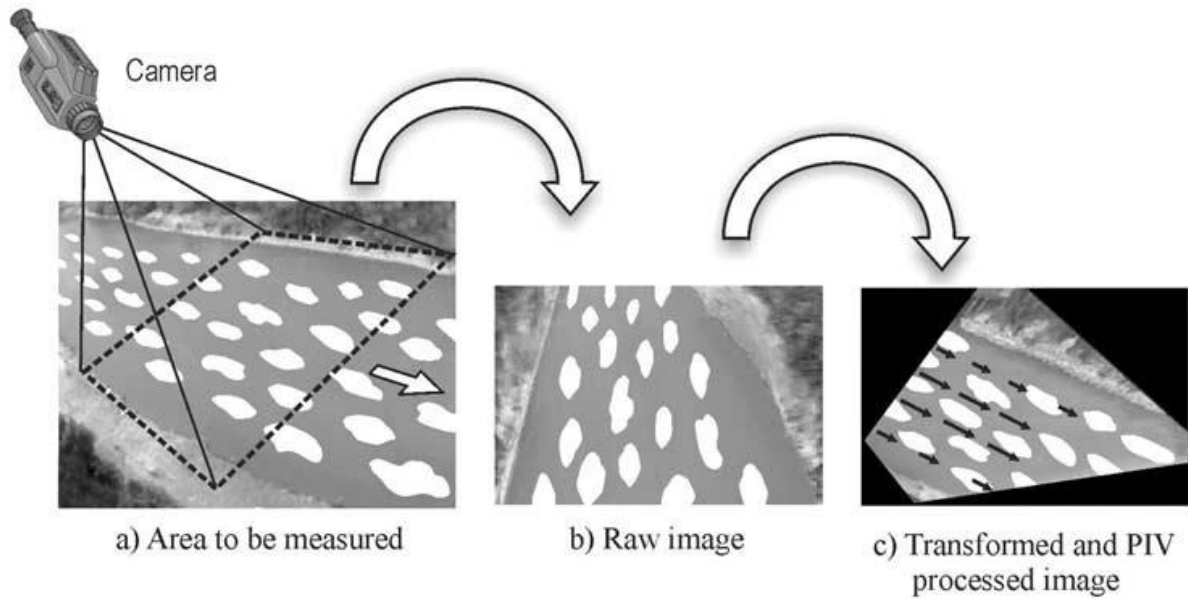 Camera
a) Area to be measured
b) Raw image
c) Transformed and PIV
processed image